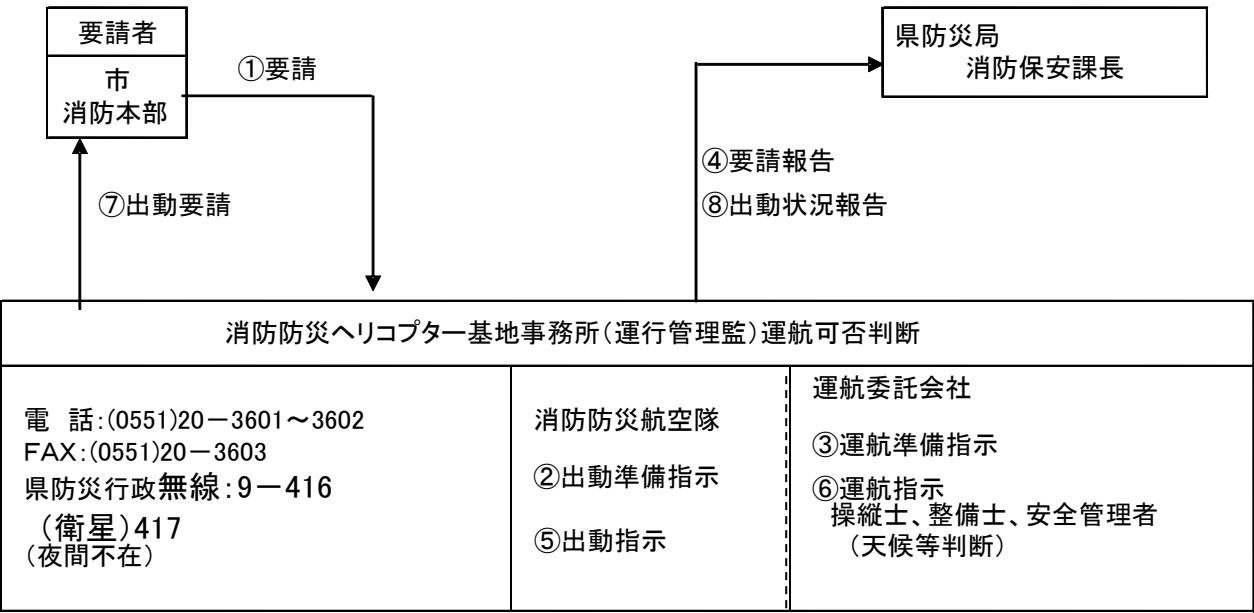 要請者
市
消防本部
①要請
県防災局
消防保安課長
④要請報告
⑦出動要請
⑧出動状況報告
消防防災ヘリコプター基地事務所(運行管理監)運航可否判断
電 話:(0551)20-3601~3602
FAX:(0551)20-3603
県防災行政無線:9-416
(衛星)417
(夜間不在)
消防防災航空隊
②出動準備指示
⑤出動指示
運航委託会社
③運航準備指示
⑥運航指示
操縦士、整備士、安全管理者
(天候等判断)